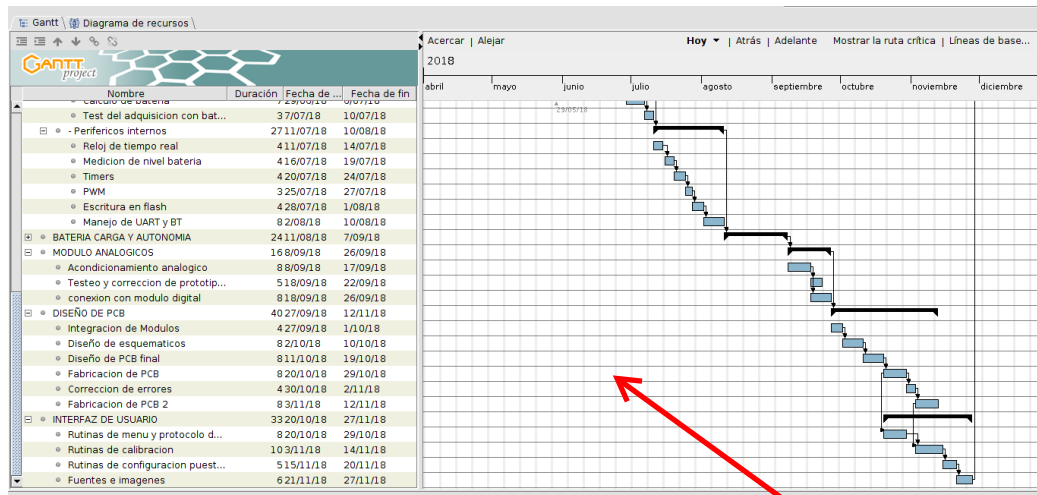 Gantt Diagrama de recursos
GANTT
project
Acercar | Alejar Hoy | Atrás | Adelante Mostrar la ruta crítica | Líneas de base...
2018
Nombre Duración Fecha de ... Fecha de fin
abril mayo junio julio agosto septiembre octubre noviembre diciembre
29/05/18
Calculo de bateria 7 29/06/18 6/07/18
Test del adquisicion con bat... 3 7/07/18 10/07/18
- Perifericos internos 27 11/07/18 10/08/18
Reloj de tiempo real 4 11/07/18 14/07/18
Medicion de nivel bateria 4 16/07/18 19/07/18
Timers 4 20/07/18 24/07/18
PWM 3 25/07/18 27/07/18
Escritura en flash 4 28/07/18 1/08/18
Manejo de UART y BT 8 2/08/18 10/08/18
BATERIA CARGA Y AUTONOMIA 24 11/08/18 7/09/18
MODULO ANALOGICOS 16 8/09/18 26/09/18
Acondicionamiento analogico 8 8/09/18 17/09/18
Testeo y correccion de prototip... 5 18/09/18 22/09/18
conexion con modulo digital 8 18/09/18 26/09/18
DISEÑO DE PCB 40 27/09/18 12/11/18
Integracion de Modulos 4 27/09/18 1/10/18
Diseño de esquematicos 8 2/10/18 10/10/18
Diseño de PCB final 8 11/10/18 19/10/18
Fabricacion de PCB 8 20/10/18 29/10/18
Correccion de errores 4 30/10/18 2/11/18
Fabricacion de PCB 2 8 3/11/18 12/11/18
INTERFAZ DE USUARIO 33 20/10/18 27/11/18
Rutinas de menu y protocolo d... 8 20/10/18 29/10/18
Rutinas de calibracion 10 3/11/18 14/11/18
Rutinas de configuracion puest... 5 15/11/18 20/11/18
Fuentes e imagenes 6 21/11/18 27/11/18